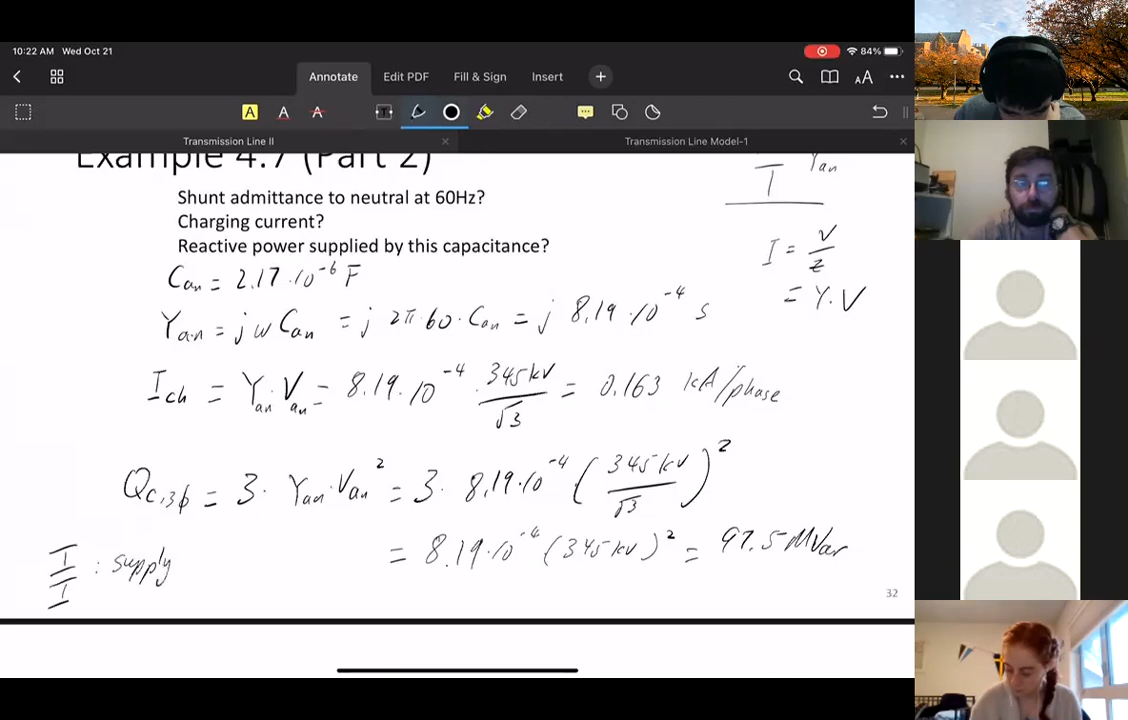 10:22 AM Wed Oct 21
84%
Annotate Edit PDF Fill & Sign Insert
AA
A A A T
Transmission Line II
Transmission Line Model-1
Example 4.7 (Part 2)
Yan
Shunt admittance to neutral at 60Hz?
Charging current?
Reactive power supplied by this capacitance?
I = V/Z
= Y·V
Can = 2.17·10⁻⁶ F
Yan = jωCan = j 2π·60·Can = j 8.19·10⁻⁴ S
Ich = Yan·Van = 8.19·10⁻⁴ · 345kV/√3 = 0.163 kA/phase
Qc,3ϕ = 3· Yan·Van² = 3· 8.19·10⁻⁴ (345kV/√3)²
= 8.19·10⁻⁴ (345kV)² = 97.5 MVar
: supply
32